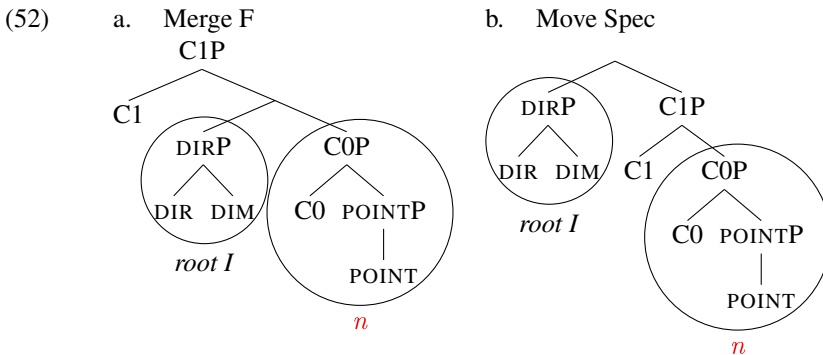 (52) a. Merge F b. Move Spec
C1P
C1
DIRP C0P
DIR DIM C0 POINTP
root I
POINT
n
DIRP C1P
DIR DIM C1 C0P
root I
C0 POINTP
POINT
n